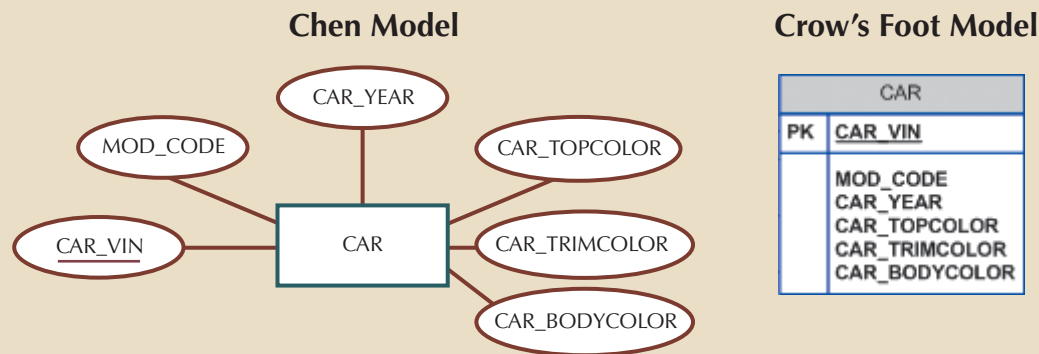 Chen Model
CAR_YEAR
MOD_CODE
CAR_TOPCOLOR
CAR_VIN
CAR
CAR_TRIMCOLOR
CAR_BODYCOLOR
Crow's Foot Model
CAR
PK CAR_VIN
MOD_CODE
CAR_YEAR
CAR_TOPCOLOR
CAR_TRIMCOLOR
CAR_BODYCOLOR